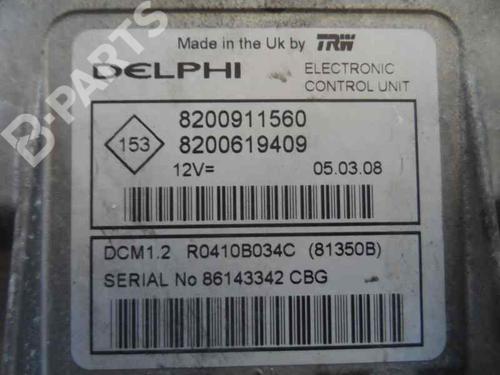 Made in the Uk by TRW
DELPHI
ELECTRONIC
CONTROL UNIT
153
8200911560
8200619409
12V=
05.03.08
DCM1.2 R0410B034C (81350B)
SERIAL No 86143342 CBG
B-PARTS